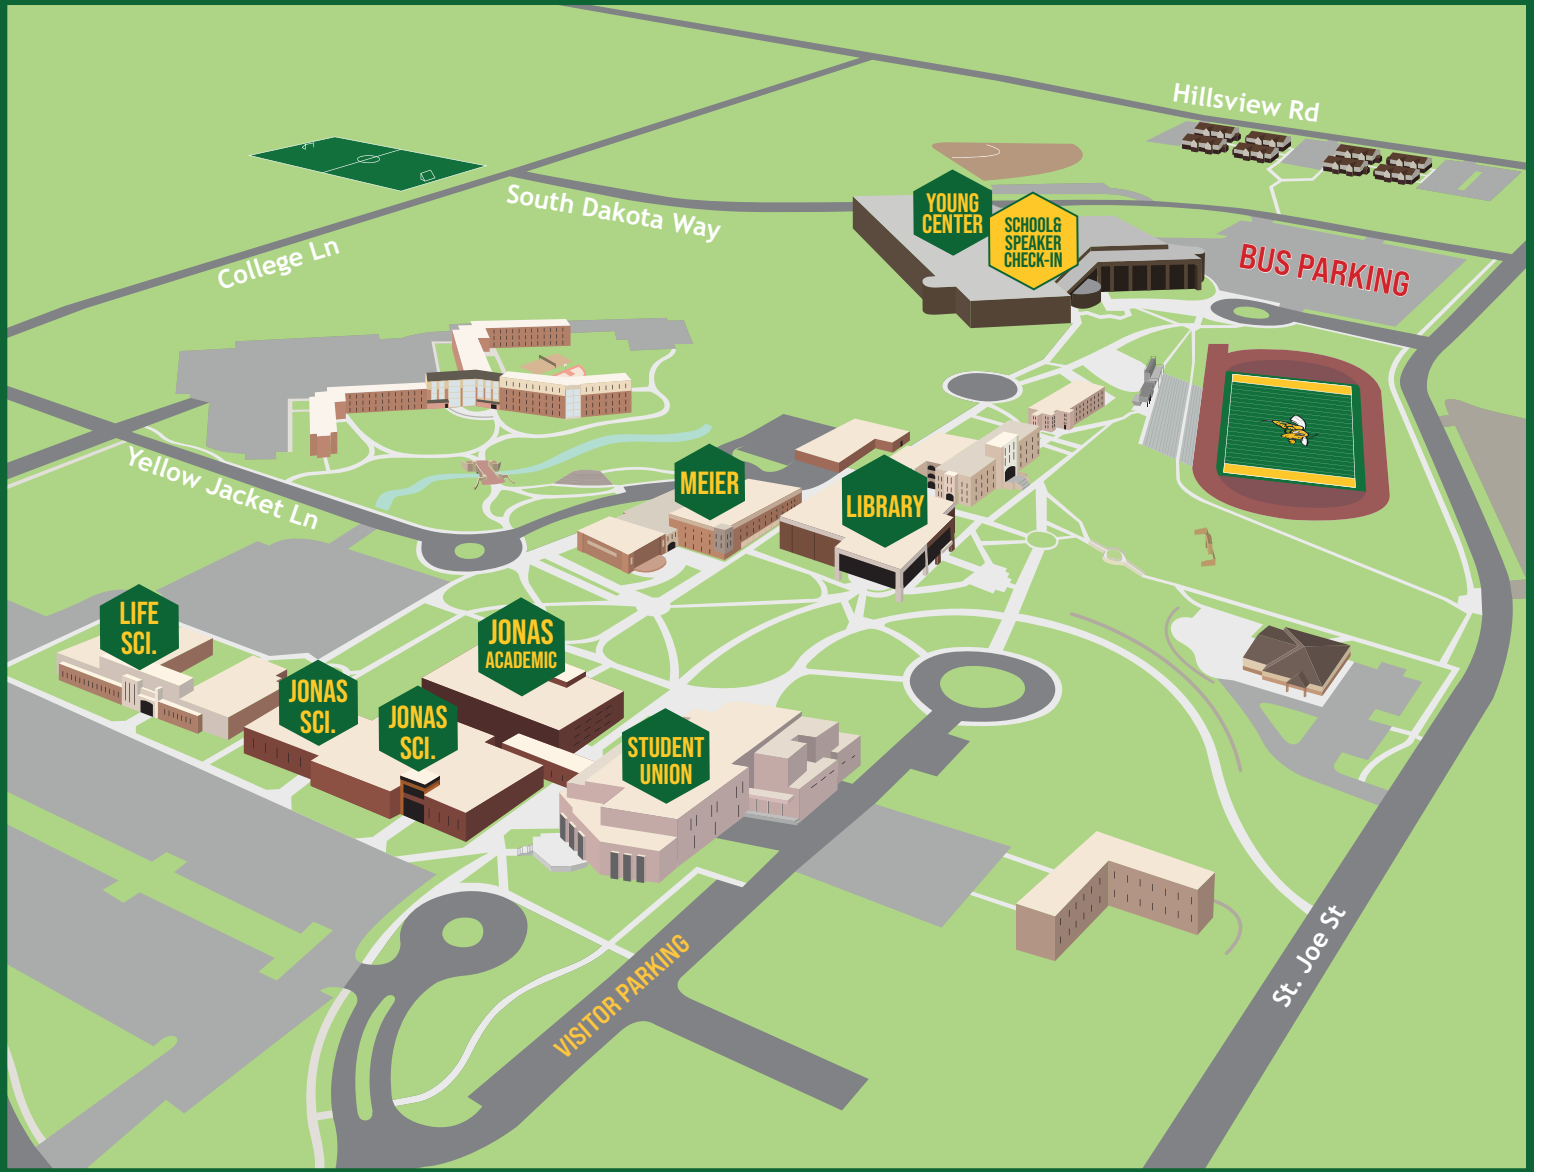 Hillsview Rd
YOUNG
CENTER
SCHOOL&
SPEAKER
CHECK-IN
South Dakota Way
BUS PARKING
College Ln
Yellow Jacket Ln
MEIER
LIBRARY
LIFE
SCI.
JONAS
ACADEMIC
JONAS
SCI.
JONAS
SCI.
STUDENT
UNION
VISITOR PARKING
St. Joe St